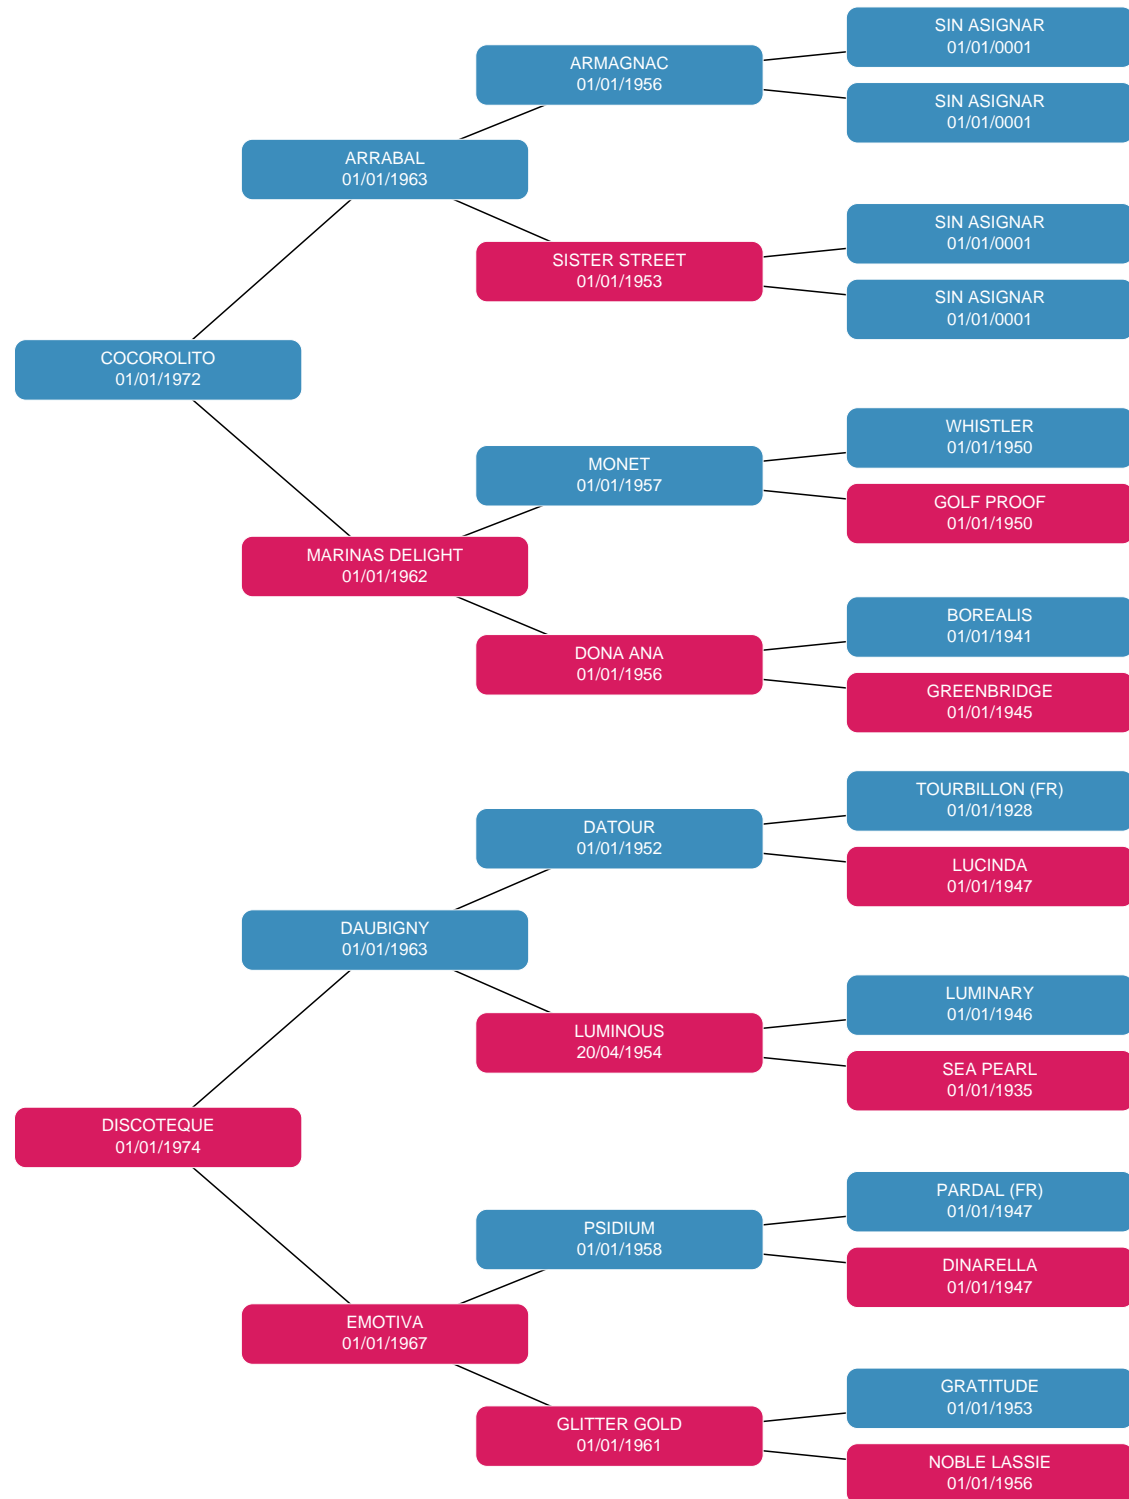 SIN ASIGNAR
01/01/0001
ARMAGNAC
01/01/1956
SIN ASIGNAR
01/01/0001
ARRABAL
01/01/1963
SIN ASIGNAR
01/01/0001
SISTER STREET
01/01/1953
SIN ASIGNAR
01/01/0001
COCOROLITO
01/01/1972
WHISTLER
01/01/1950
MONET
01/01/1957
GOLF PROOF
01/01/1950
MARINAS DELIGHT
01/01/1962
BOREALIS
01/01/1941
DONA ANA
01/01/1956
GREENBRIDGE
01/01/1945
TOURBILLON (FR)
01/01/1928
DATOUR
01/01/1952
LUCINDA
01/01/1947
DAUBIGNY
01/01/1963
LUMINARY
01/01/1946
LUMINOUS
20/04/1954
SEA PEARL
01/01/1935
DISCOTEQUE
01/01/1974
PARDAL (FR)
01/01/1947
PSIDIUM
01/01/1958
DINARELLA
01/01/1947
EMOTIVA
01/01/1967
GRATITUDE
01/01/1953
GLITTER GOLD
01/01/1961
NOBLE LASSIE
01/01/1956